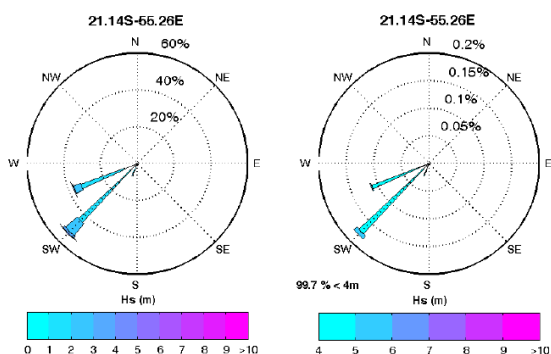 21.14S-55.26E
N
60%
NW
40%
NE
20%
W
E
SW
SE
S
Hs (m)
0 1 2 3 4 5 6 7 8 9 >10
21.14S-55.26E
N
0.2%
NW
0.15%
NE
0.1%
0.05%
W
E
SW
SE
S
99.7 % < 4m
Hs (m)
4 5 6 7 8 9 >10